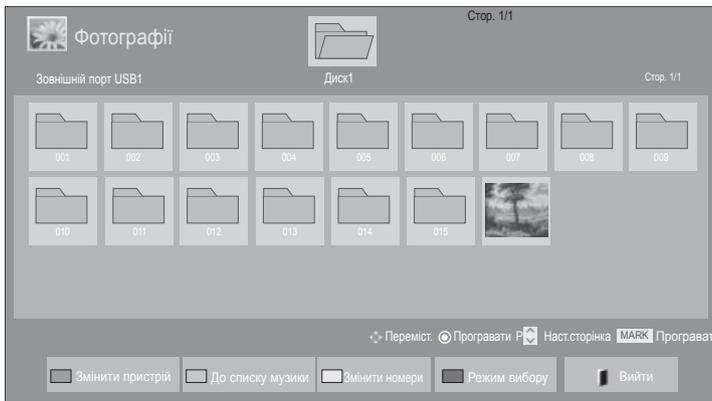 Стор. 1/1
Фотографії
Зовнішній порт USB1
Диск1
Стор. 1/1
001 002 003 004 005 006 007 008 009
010 011 012 013 014 015
Переміст. Програвати P Наст.сторінка MARK Програват
Змінити пристрій До списку музики Змінити номери Режим вибору Вийти